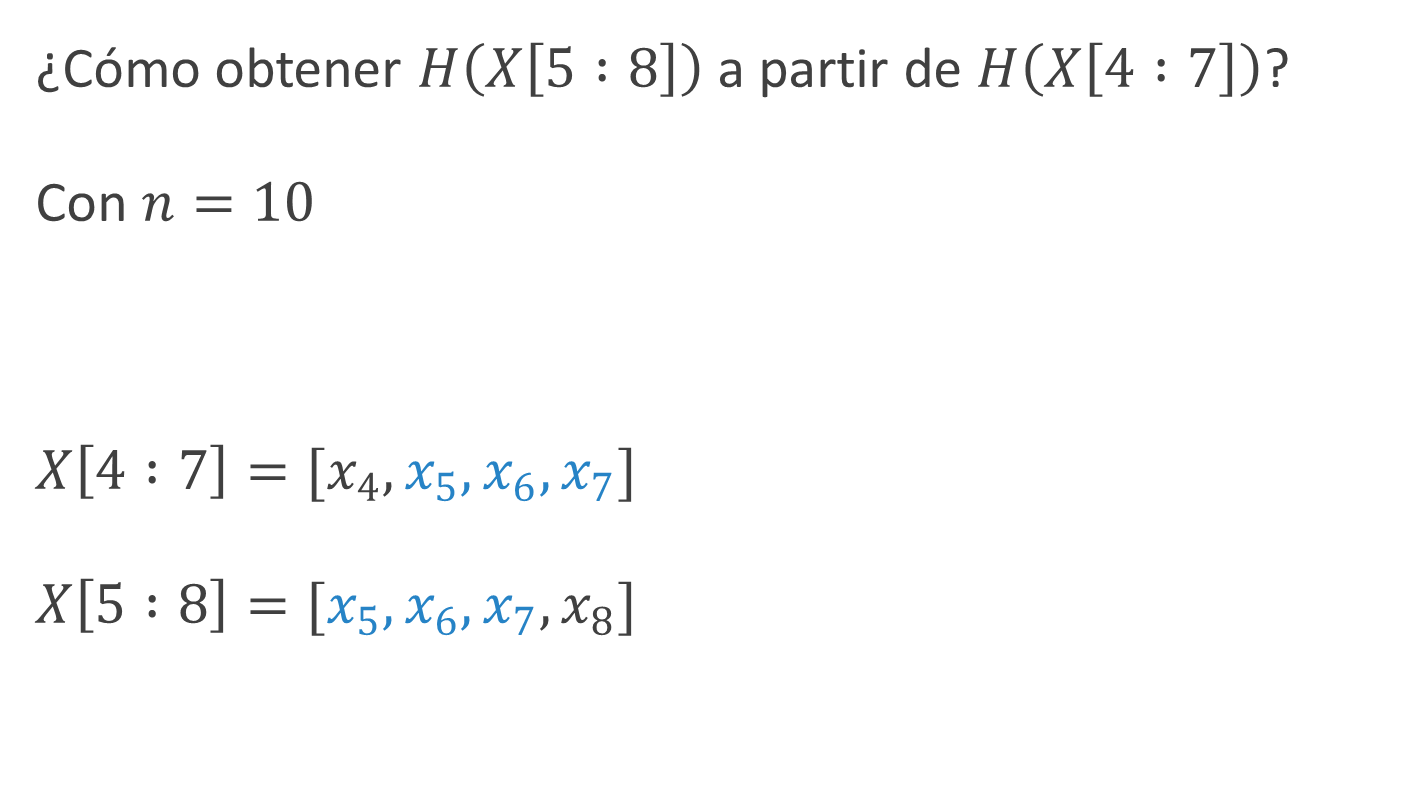 ¿Cómo obtener H(X[5 : 8]) a partir de H(X[4 : 7])?
Con n = 10
X[4 : 7] = [x₄, x₅, x₆, x₇]
X[5 : 8] = [x₅, x₆, x₇, x₈]